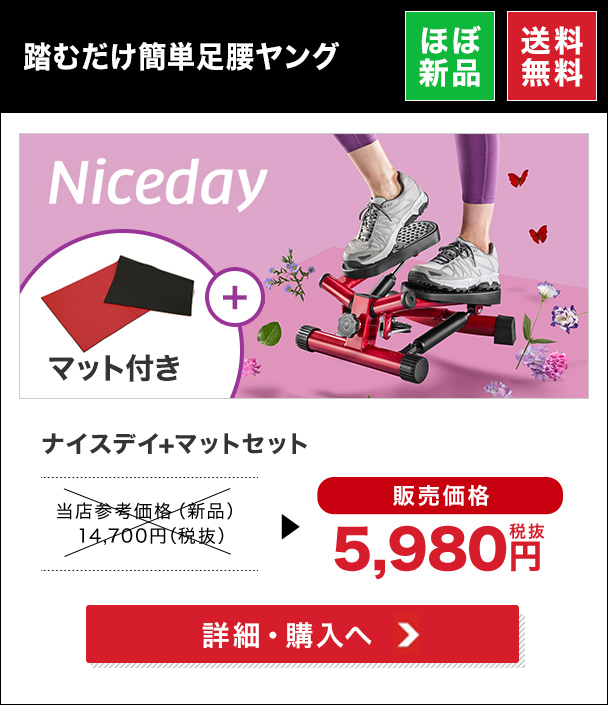 踏むだけ簡単足腰ヤング
ほぼ
新品
送料
無料
Niceday
+
マット付き
ナイスデイ+マットセット
当店参考価格（新品）
14,700円(税抜)
販売価格
5,980円税抜
詳細・購入へ